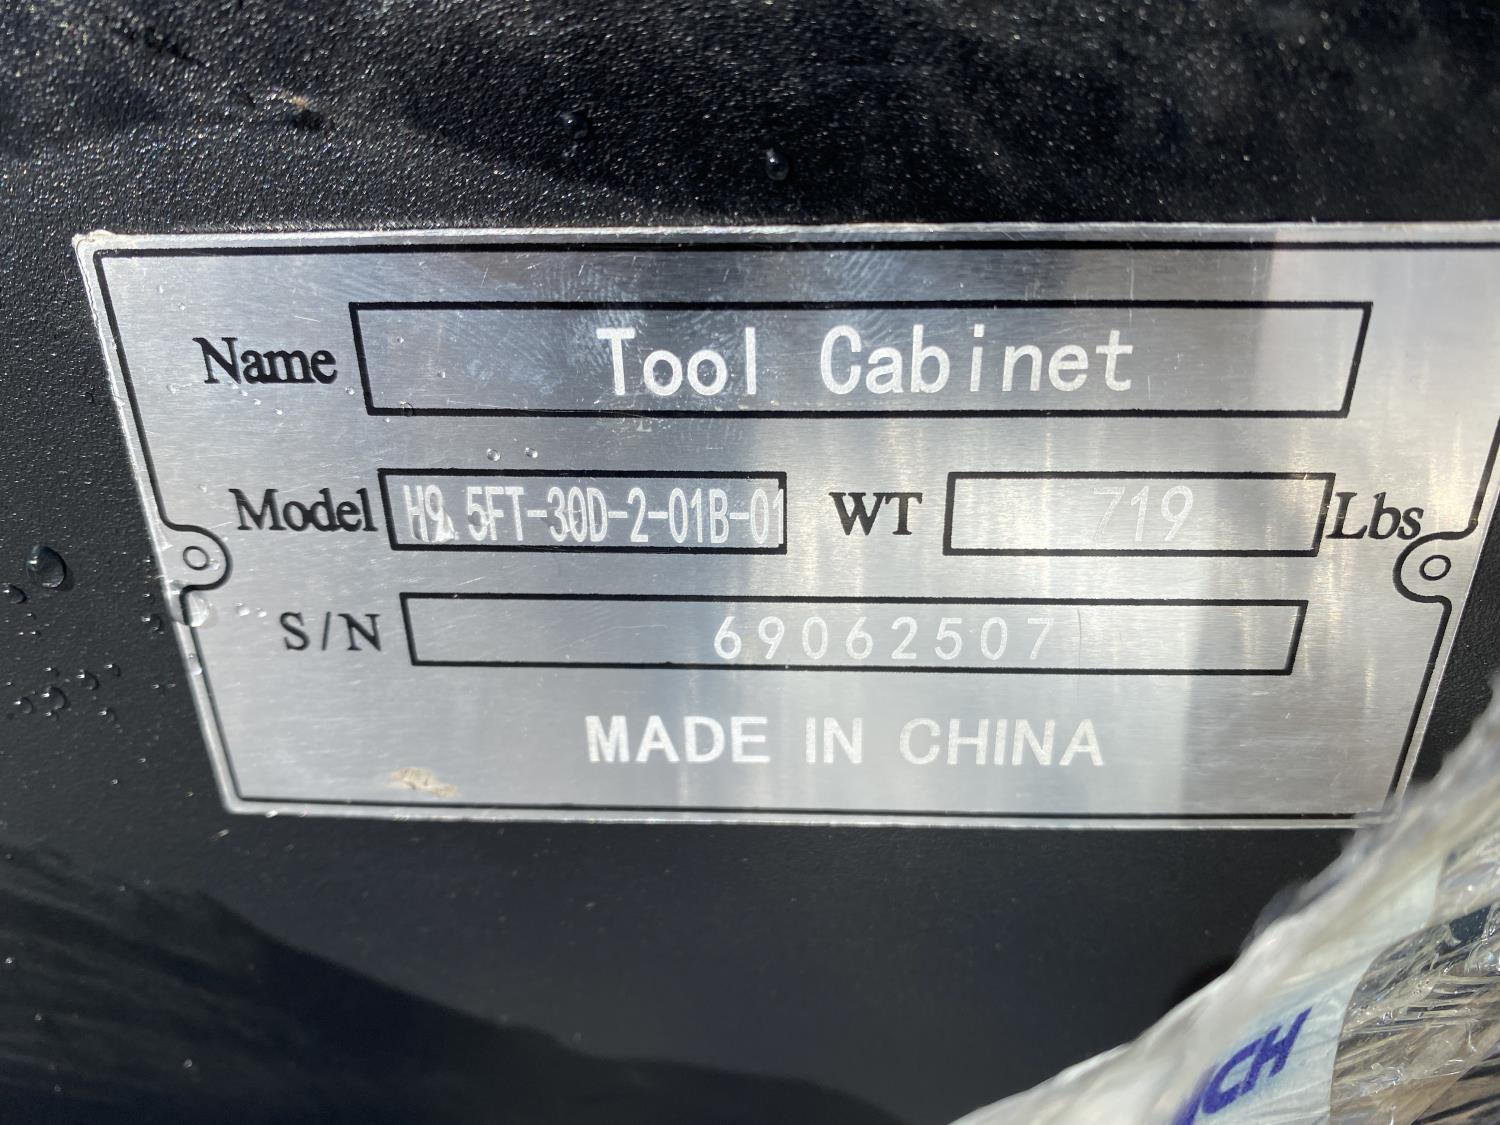 Name Tool Cabinet
Model H9.5FT-30D-2-01B-01 WT 719 Lbs
S/N 69062507
MADE IN CHINA